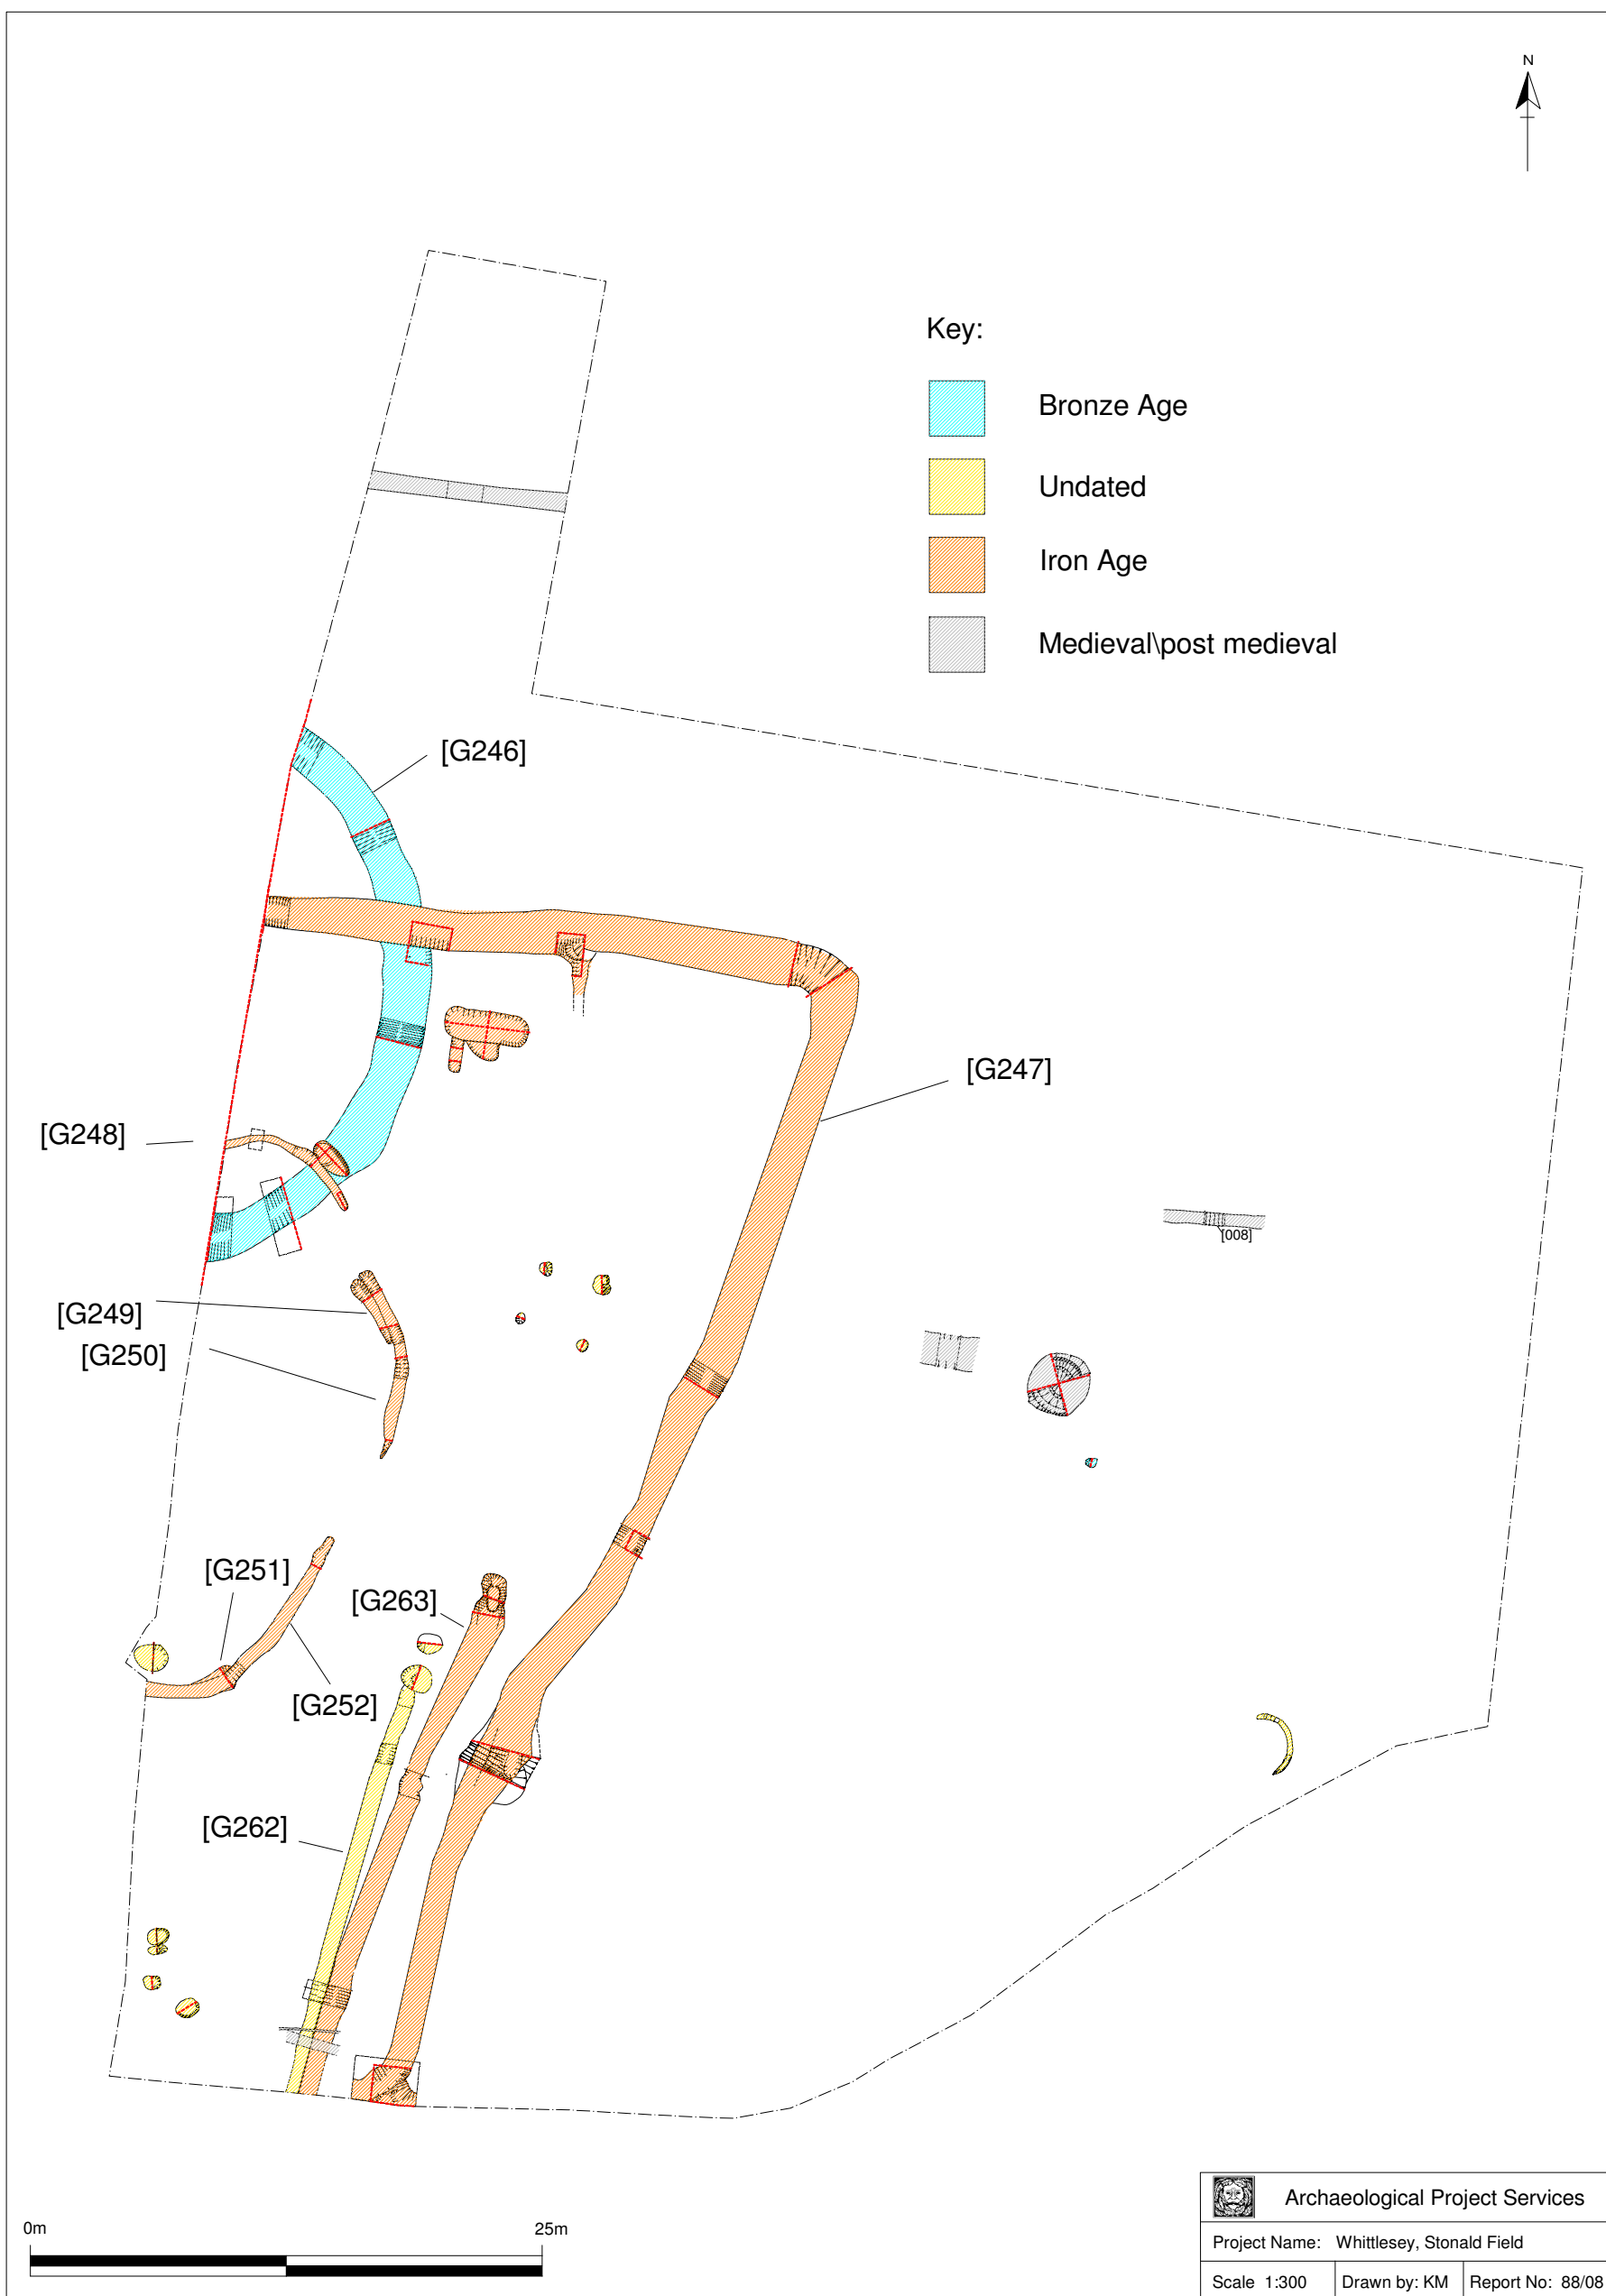 N
Key:
Bronze Age
Undated
Iron Age
Medieval\post medieval
[G246]
[G247]
[G248]
[008]
[G249]
[G250]
[G251]
[G263]
[G252]
[G262]
0m 25m
Archaeological Project Services
Project Name: Whittlesey, Stonald Field
Scale 1:300 Drawn by: KM Report No: 88/08